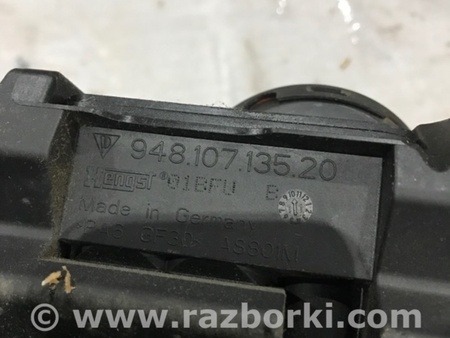 948.107.135.20
Hengst® 01BFU B
Made in Germany
www.razborki.com